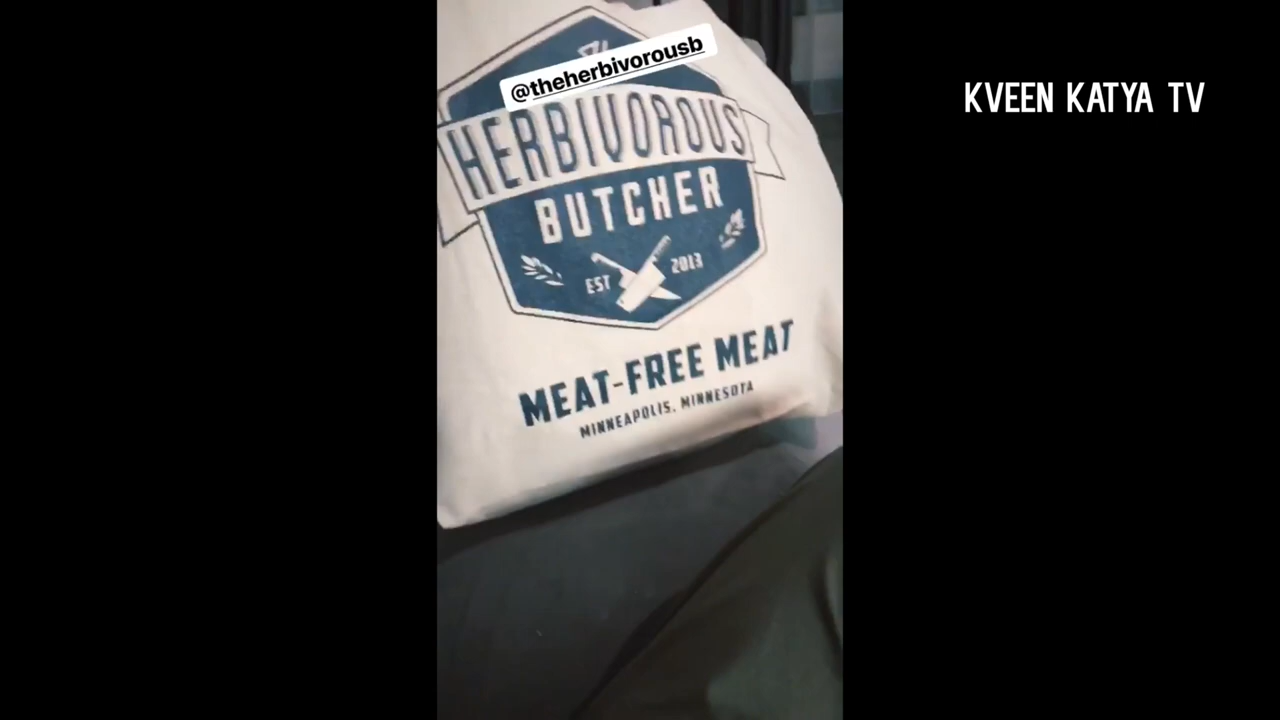 @theherbivorousb
HERBIVOROUS
BUTCHER
EST 2013
MEAT-FREE MEAT
MINNEAPOLIS, MINNESOTA
KVEEN KATYA TV